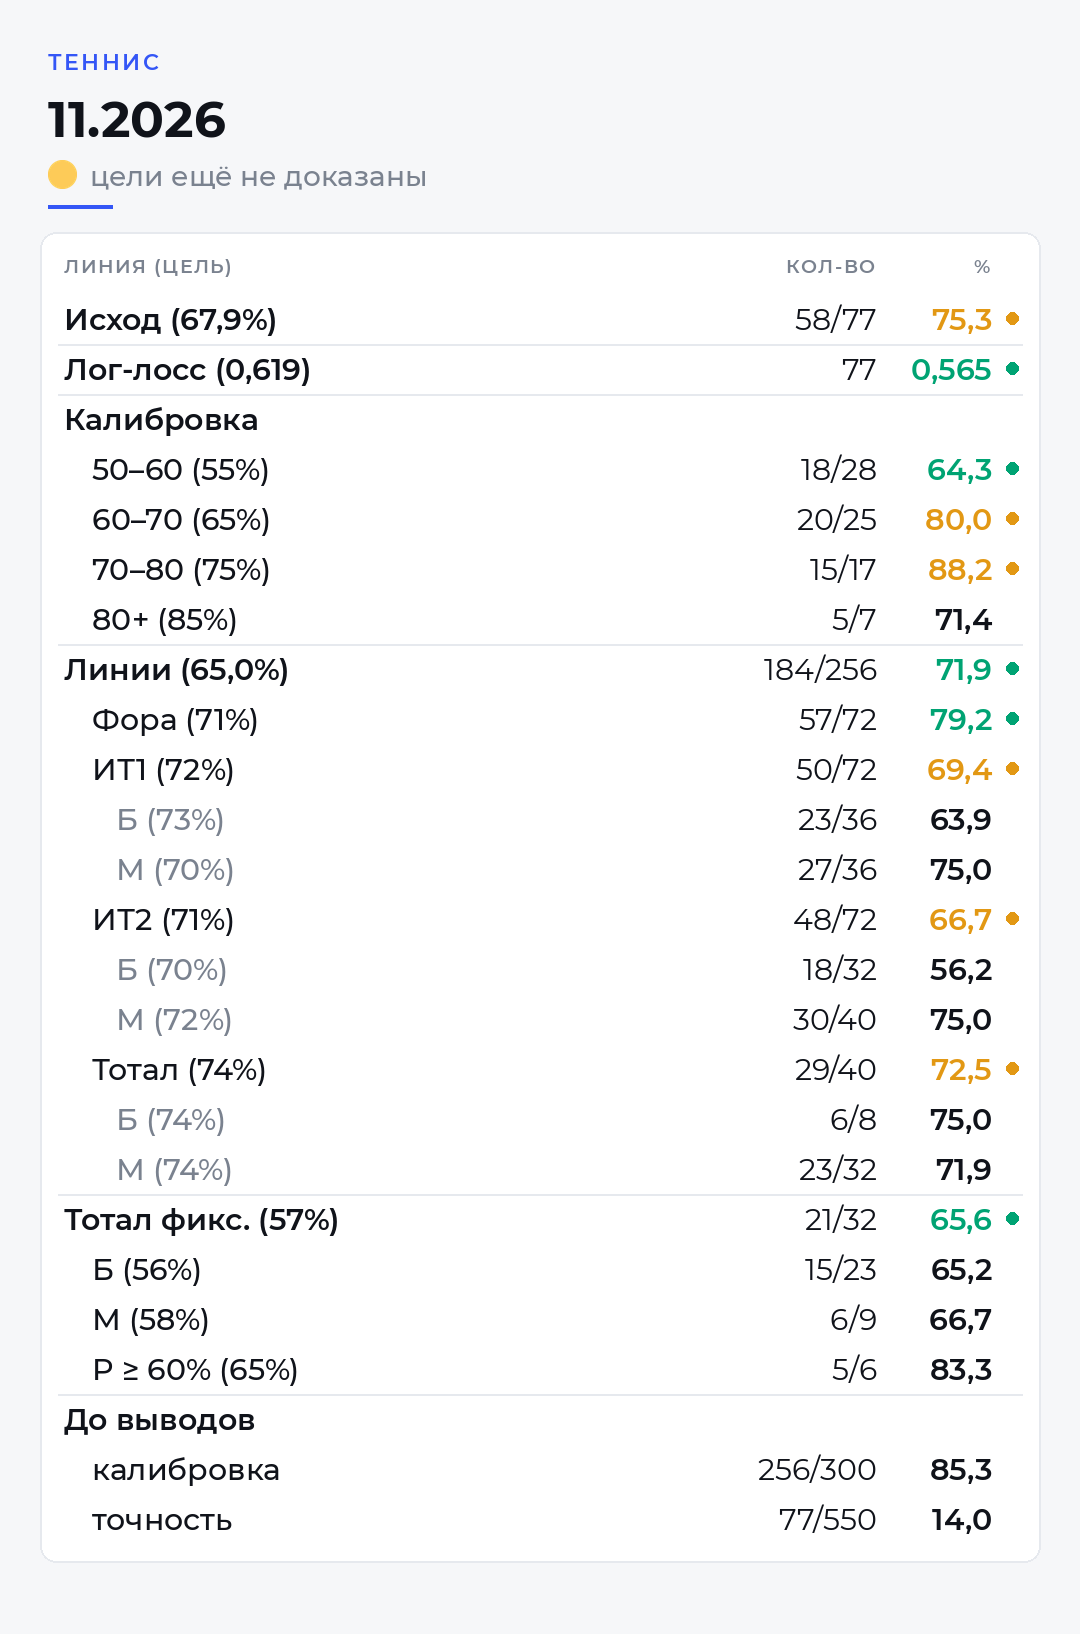 ТЕННИС
11.2026
цели ещё не доказаны
ЛИНИЯ (ЦЕЛЬ) КОЛ-ВО %
Исход (67,9%) 58/77 75,3
Лог-лосс (0,619) 77 0,565
Калибровка
50–60 (55%) 18/28 64,3
60–70 (65%) 20/25 80,0
70–80 (75%) 15/17 88,2
80+ (85%) 5/7 71,4
Линии (65,0%) 184/256 71,9
Фора (71%) 57/72 79,2
ИТ1 (72%) 50/72 69,4
Б (73%) 23/36 63,9
М (70%) 27/36 75,0
ИТ2 (71%) 48/72 66,7
Б (70%) 18/32 56,2
М (72%) 30/40 75,0
Тотал (74%) 29/40 72,5
Б (74%) 6/8 75,0
М (74%) 23/32 71,9
Тотал фикс. (57%) 21/32 65,6
Б (56%) 15/23 65,2
М (58%) 6/9 66,7
Р ≥ 60% (65%) 5/6 83,3
До выводов
калибровка 256/300 85,3
точность 77/550 14,0